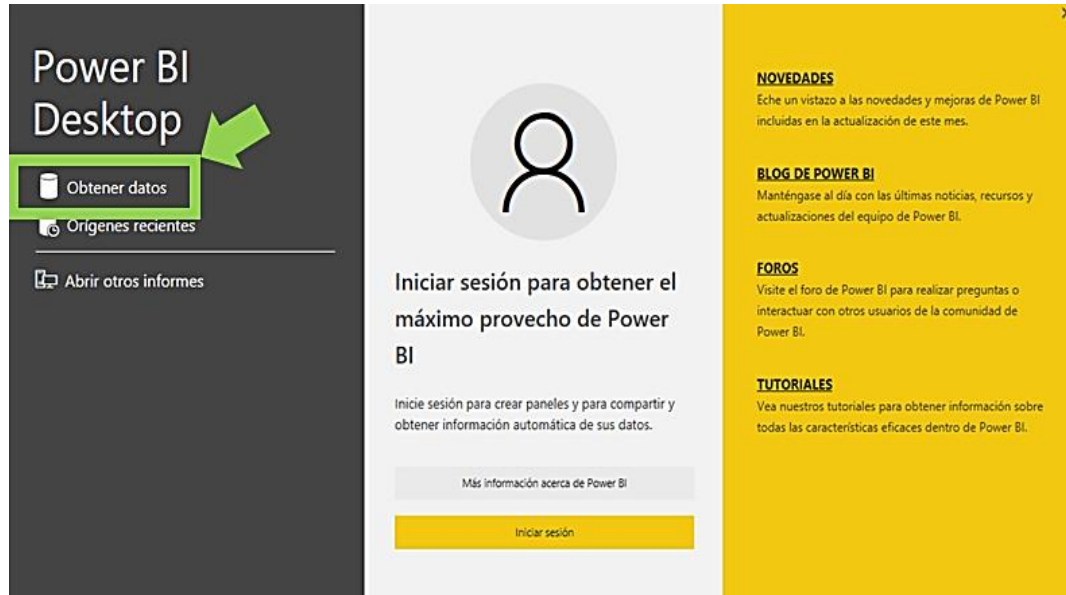 Power BI
Desktop
Obtener datos
Orígenes recientes
Abrir otros informes
Iniciar sesión para obtener el
máximo provecho de Power
BI
Inicie sesión para crear paneles y para compartir y
obtener información automática de sus datos.
Más información acerca de Power BI
Iniciar sesión
NOVEDADES
Eche un vistazo a las novedades y mejoras de Power BI
incluidas en la actualización de este mes.
BLOG DE POWER BI
Manténgase al día con las últimas noticias, recursos y
actualizaciones del equipo de Power BI.
FOROS
Visite el foro de Power BI para realizar preguntas o
interactuar con otros usuarios de la comunidad de
Power BI.
TUTORIALES
Vea nuestros tutoriales para obtener información sobre
todas las características eficaces dentro de Power BI.